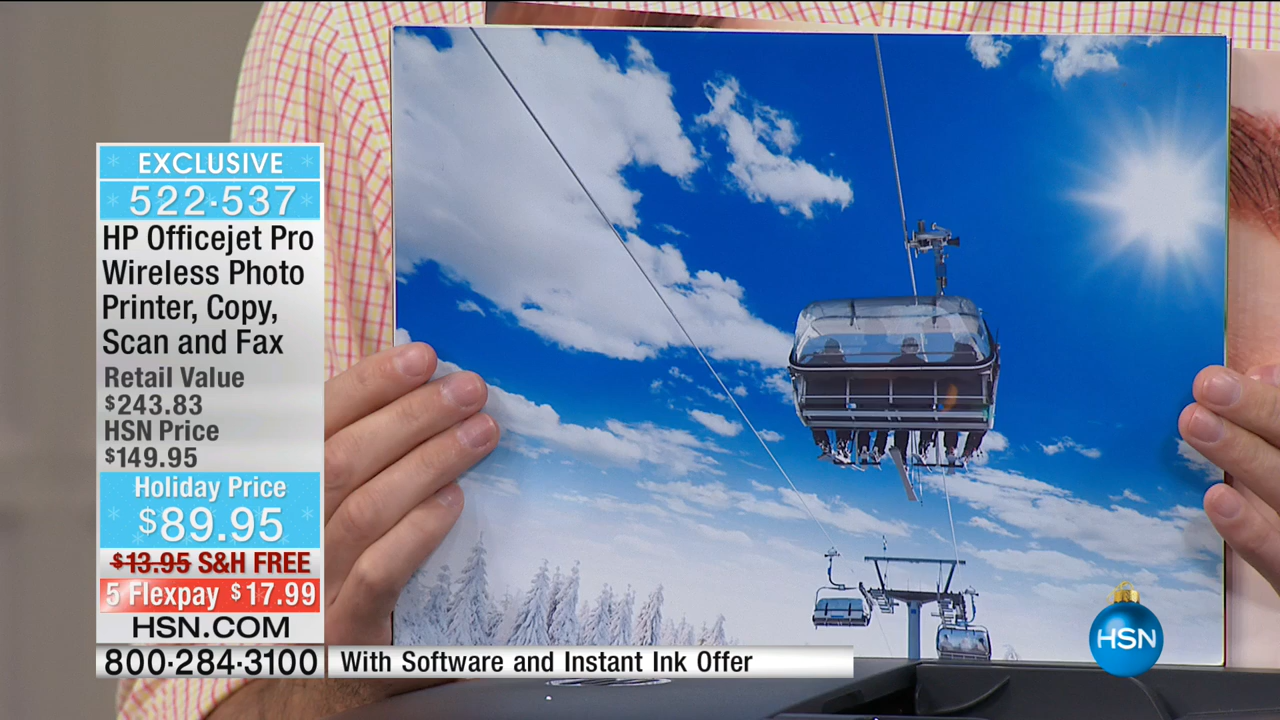 EXCLUSIVE
522-537
HP Officejet Pro
Wireless Photo
Printer, Copy,
Scan and Fax
Retail Value
$243.83
HSN Price
$149.95
Holiday Price
$89.95
$13.95 S&H FREE
5 Flexpay $17.99
HSN.COM
800·284·3100
With Software and Instant Ink Offer
HSN